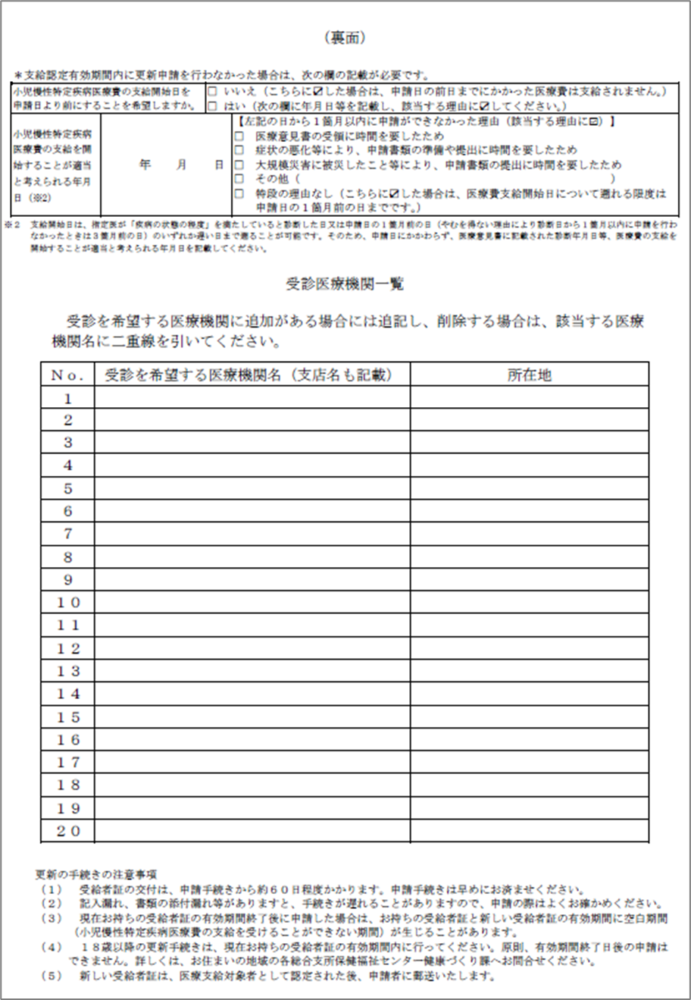 （裏面）
＊支給認定有効期間内に更新申請を行わなかった場合は、次の欄の記載が必要です。
小児慢性特定疾病医療費の支給開始日を
申請日より前にすることを希望しますか。
□ いいえ（こちらに☑した場合は、申請日の前日までにかかった医療費は支給されません。）
□ はい（次の欄に年月日等を記載し、該当する理由に☑してください。）
小児慢性特定疾病
医療費の支給を開
始することが適当
と考えられる年月
日（※2）
年　　月　　日
【左記の日から１箇月以内に申請ができなかった理由（該当する理由に☑）】
□　医療意見書の受領に時間を要したため
□　症状の悪化等により、申請書類の準備や提出に時間を要したため
□　大規模災害に被災したこと等により、申請書類の提出に時間を要したため
□　その他（　　　　　　　　　　）
□　特段の理由なし（こちらに☑した場合は、医療費支給開始日について遡れる限度は
申請日の１箇月前の日までです。）
※２　支給開始日は、指定医が「疾病の状態の程度」を満たしていると診断した日又は申請日の１箇月前の日（やむを得ない理由により診断日から１箇月以内に申請を行わ
なかったときは３箇月前の日）のいずれか遅い日まで遡ることが可能です。そのため、申請日にかかわらず、医療意見書に記載された診断年月日等、医療費の支給を
開始することが適当と考えられる年月日を記載してください。
受診医療機関一覧
受診を希望する医療機関に追加がある場合には追記し、削除する場合は、該当する医療
機関名に二重線を引いてください。
Ｎｏ．　受診を希望する医療機関名（支店名も記載）　所在地
１
２
３
４
５
６
７
８
９
１０
１１
１２
１３
１４
１５
１６
１７
１８
１９
２０
更新の手続きの注意事項
（１）　受給者証の交付は、申請手続きから約６０日程度かかります。申請手続きは早めにお済ませください。
（２）　記入漏れ、書類の添付漏れ等がありますと、手続きが遅れることがありますので、申請の際はよくお確かめください。
（３）　現在お持ちの受給者証の有効期間終了後に申請した場合は、お持ちの受給者証と新しい受給者証の有効期間に空白期間
（小児慢性特定疾病医療費の支給を受けることができない期間）が生じることがあります。
（４）　１８歳以降の更新手続きは、現在お持ちの受給者証の有効期間内に行ってください。原則、有効期間終了日後の申請は
できません。詳しくは、お住まいの地域の各総合支所保健福祉センター健康づくり課へお問合せください。
（５）　新しい受給者証は、医療支給対象者として認定された後、申請者に郵送いたします。